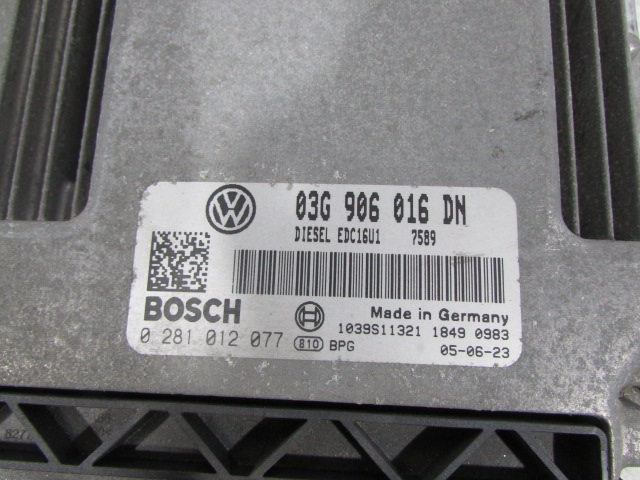 03G 906 016 DN
DIESEL EDC16U1 7589
BOSCH
Made in Germany
0 281 012 077 810 BPG 1039S11321 1849 0983
05-06-23